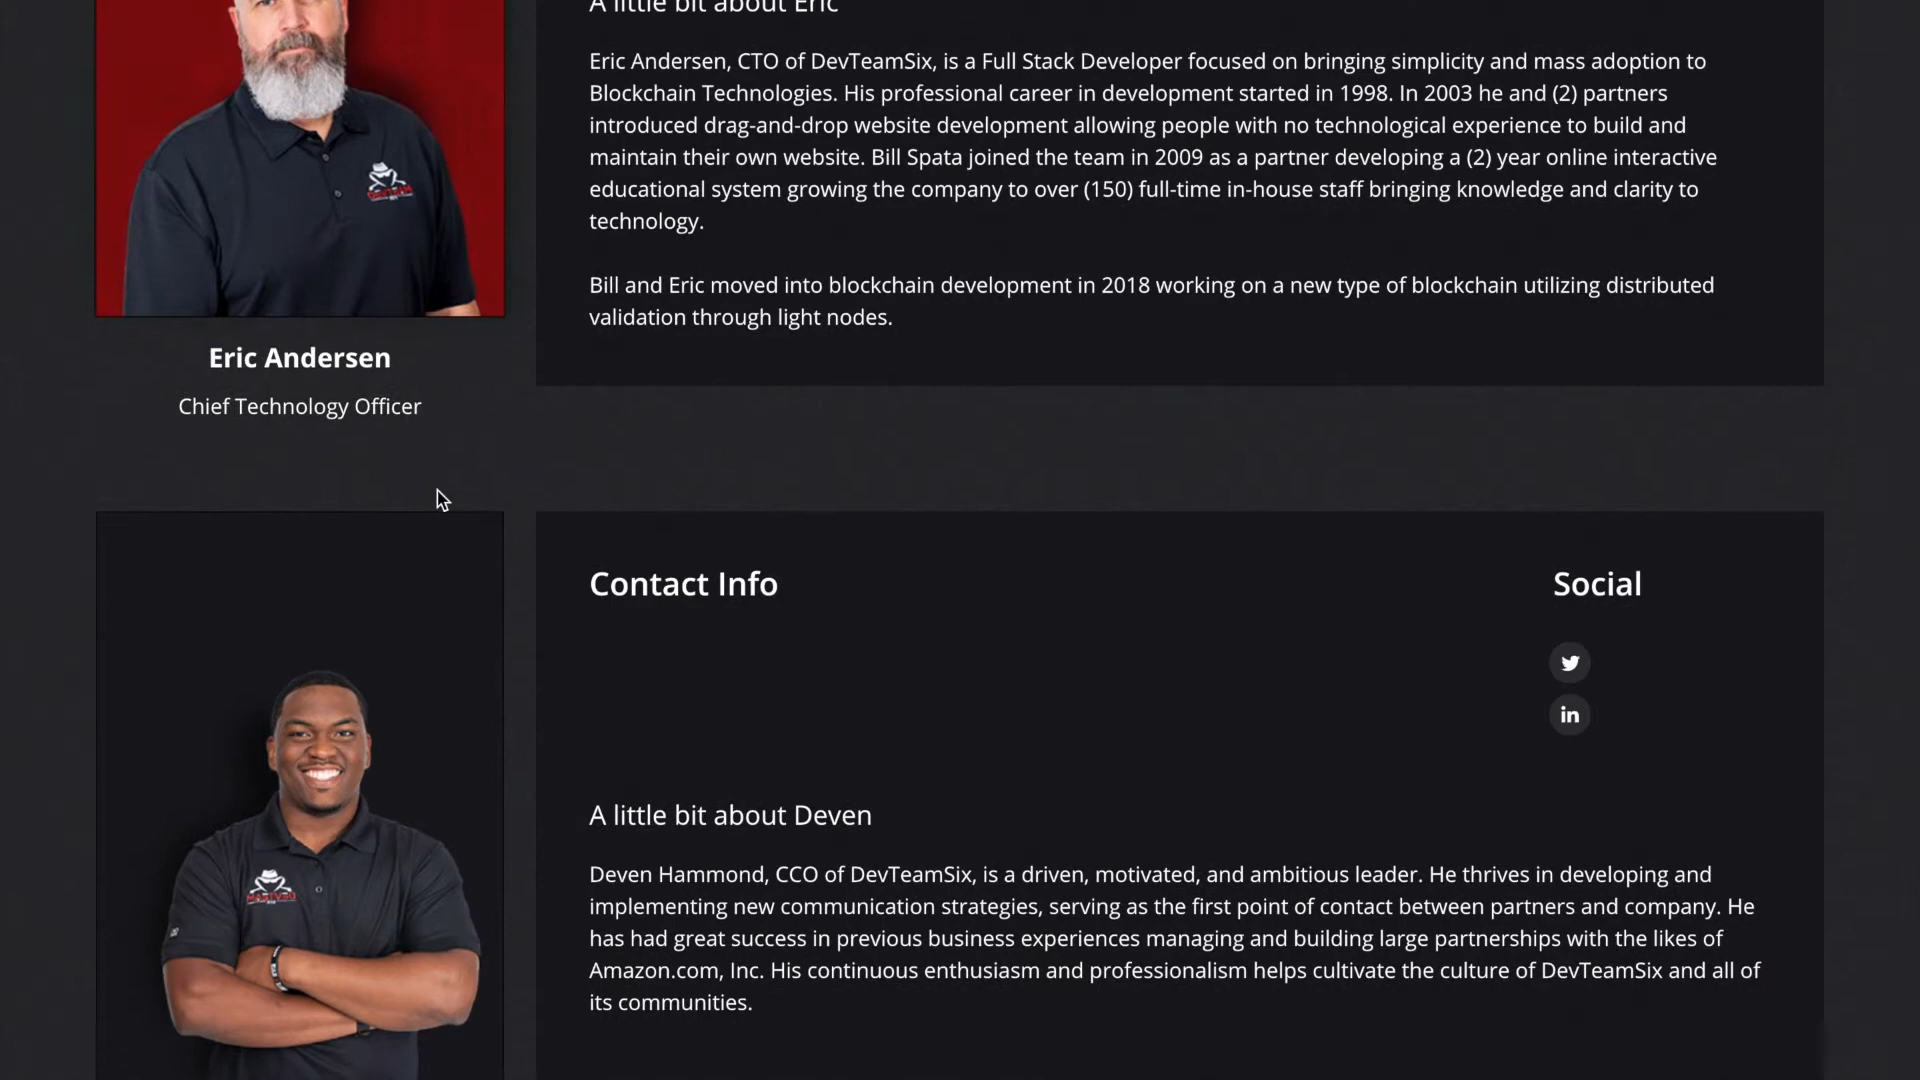 A little bit about Eric
Eric Andersen, CTO of DevTeamSix, is a Full Stack Developer focused on bringing simplicity and mass adoption to
Blockchain Technologies. His professional career in development started in 1998. In 2003 he and (2) partners
introduced drag-and-drop website development allowing people with no technological experience to build and
maintain their own website. Bill Spata joined the team in 2009 as a partner developing a (2) year online interactive
educational system growing the company to over (150) full-time in-house staff bringing knowledge and clarity to
technology.
Bill and Eric moved into blockchain development in 2018 working on a new type of blockchain utilizing distributed
validation through light nodes.
Eric Andersen
Chief Technology Officer
Contact Info
Social
in
A little bit about Deven
Deven Hammond, CCO of DevTeamSix, is a driven, motivated, and ambitious leader. He thrives in developing and
implementing new communication strategies, serving as the first point of contact between partners and company. He
has had great success in previous business experiences managing and building large partnerships with the likes of
Amazon.com, Inc. His continuous enthusiasm and professionalism helps cultivate the culture of DevTeamSix and all of
its communities.